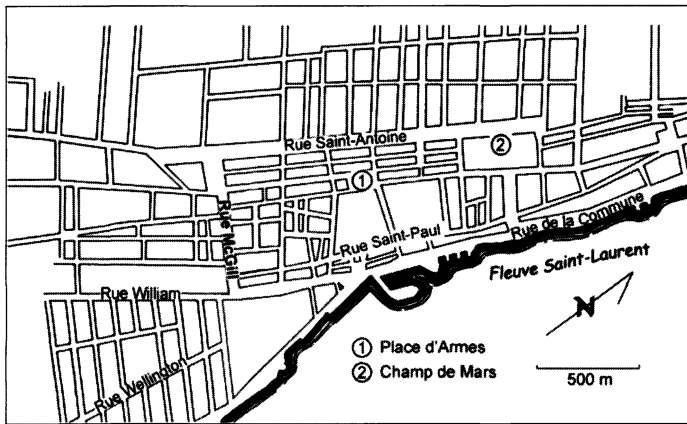 Rue Saint-Antoine
②
①
Rue McGill
Rue Saint-Paul
Rue de la Commune
Fleuve Saint-Laurent
Rue William
N
① Place d'Armes
② Champ de Mars
Rue Wellington
500 m